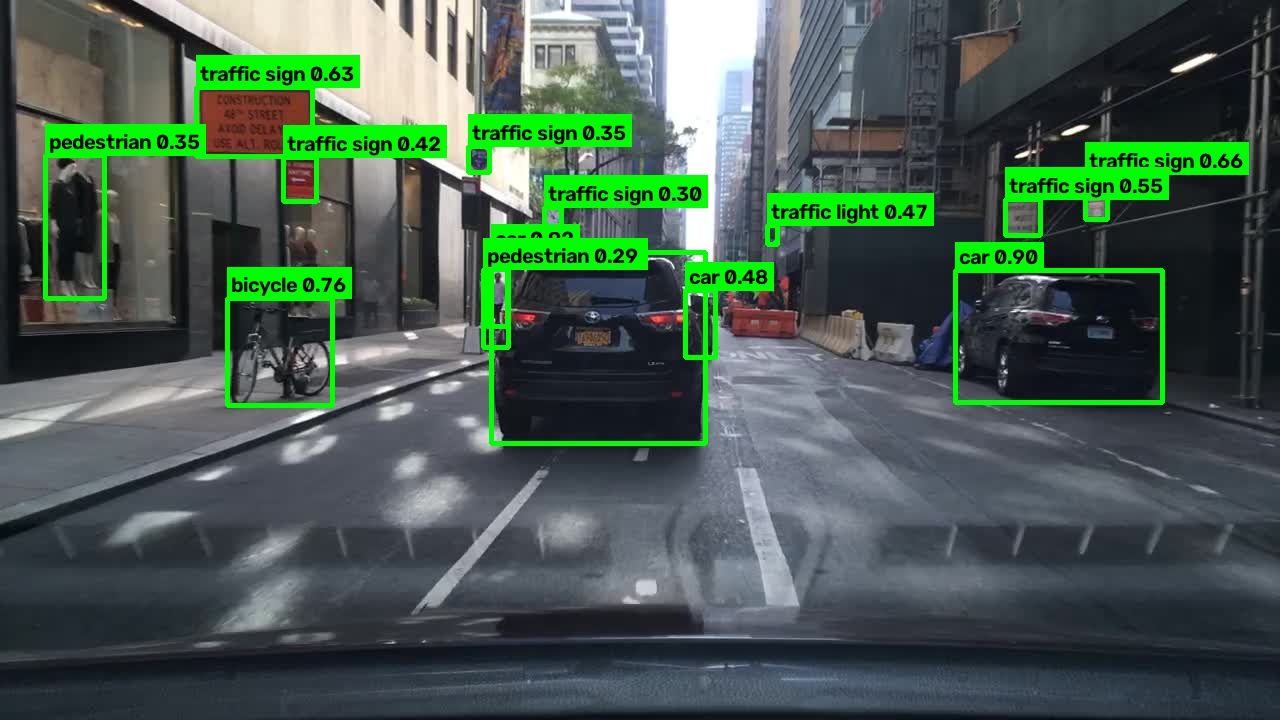 traffic sign 0.63
CONSTRUCTION
48TH STREET
AVOID DELAY
USE ALT.
traffic sign 0.35
pedestrian 0.35
traffic sign 0.42
traffic sign 0.66
traffic sign 0.55
traffic sign 0.30
traffic light 0.47
pedestrian 0.29
car 0.90
car 0.48
bicycle 0.76
ONLY